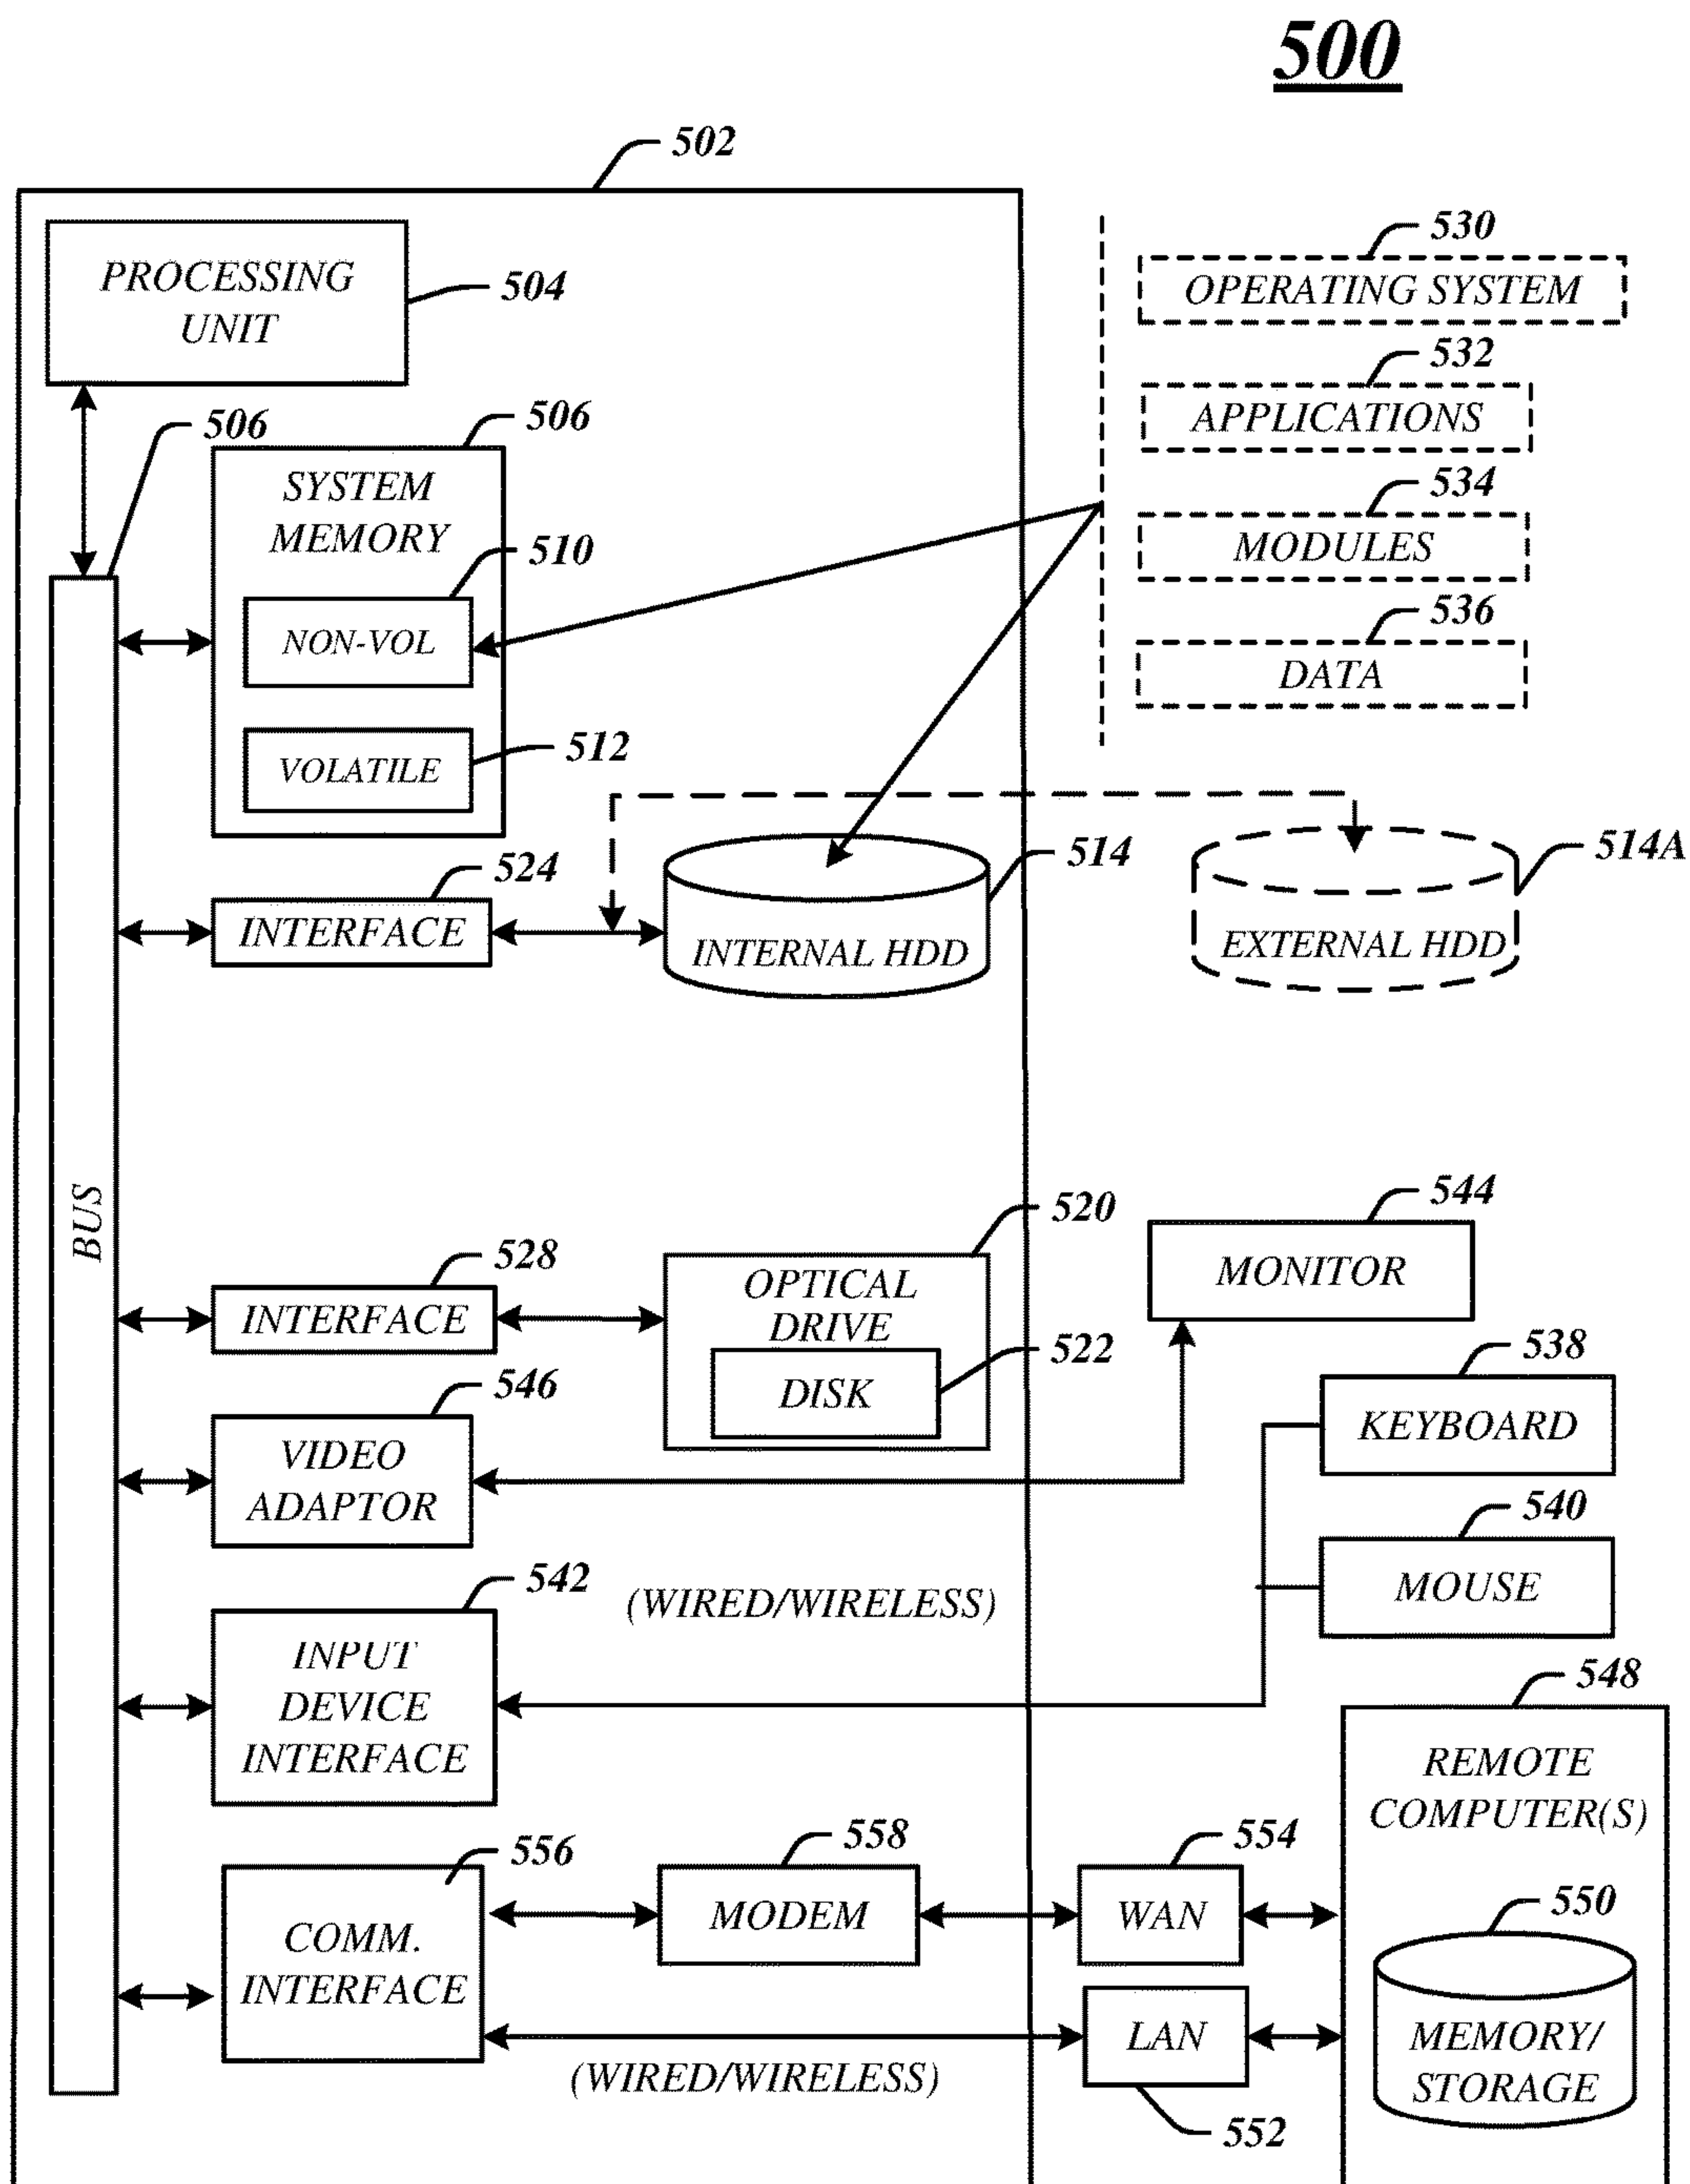 500
502
PROCESSING
UNIT
504
530
OPERATING SYSTEM
532
APPLICATIONS
534
MODULES
536
DATA
506
506
SYSTEM
MEMORY
510
NON-VOL
512
VOLATILE
524
INTERFACE
514
INTERNAL HDD
514A
EXTERNAL HDD
BUS
528
INTERFACE
520
OPTICAL
DRIVE
522
DISK
544
MONITOR
546
VIDEO
ADAPTOR
538
KEYBOARD
540
MOUSE
542
INPUT
DEVICE
INTERFACE
(WIRED/WIRELESS)
548
REMOTE
COMPUTER(S)
556
COMM.
INTERFACE
558
MODEM
554
WAN
550
MEMORY/
STORAGE
LAN
552
(WIRED/WIRELESS)